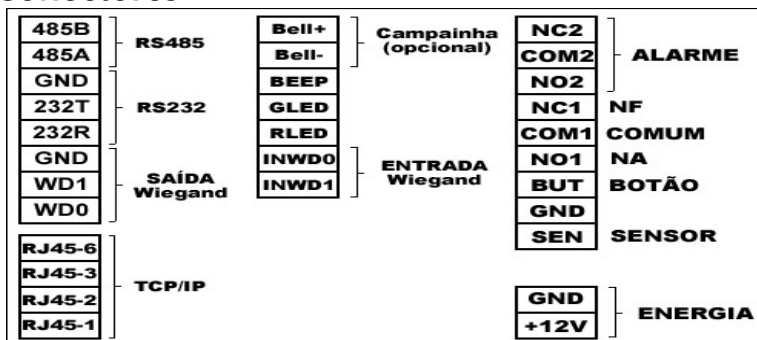 485B
485A
RS485
GND
232T
232R
RS232
GND
WD1
WD0
SAÍDA
Wiegand
RJ45-6
RJ45-3
RJ45-2
RJ45-1
TCP/IP
Bell+
Bell-
Campainha
(opcional)
BEEP
GLED
RLED
INWD0
INWD1
ENTRADA
Wiegand
NC2
COM2
NO2
ALARME
NC1 NF
COM1 COMUM
NO1 NA
BUT BOTÃO
GND
SEN SENSOR
GND
+12V
ENERGIA